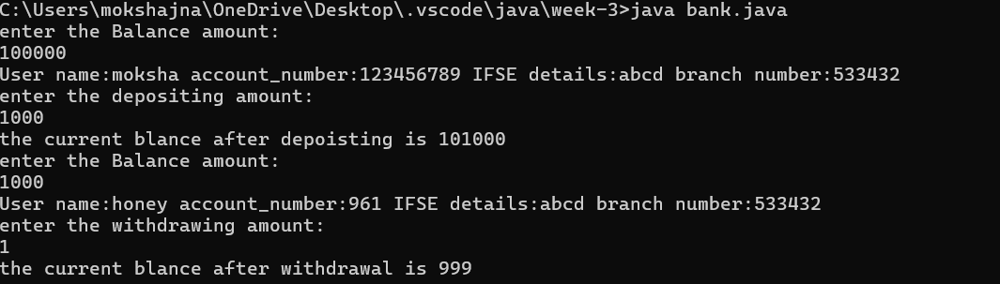 C:\Users\mokshajna\OneDrive\Desktop\.vscode\java\week-3>java bank.java
enter the Balance amount:
100000
User name:moksha account_number:123456789 IFSE details:abcd branch number:533432
enter the depositing amount:
1000
the current blance after depoisting is 101000
enter the Balance amount:
1000
User name:honey account_number:961 IFSE details:abcd branch number:533432
enter the withdrawing amount:
1
the current blance after withdrawal is 999